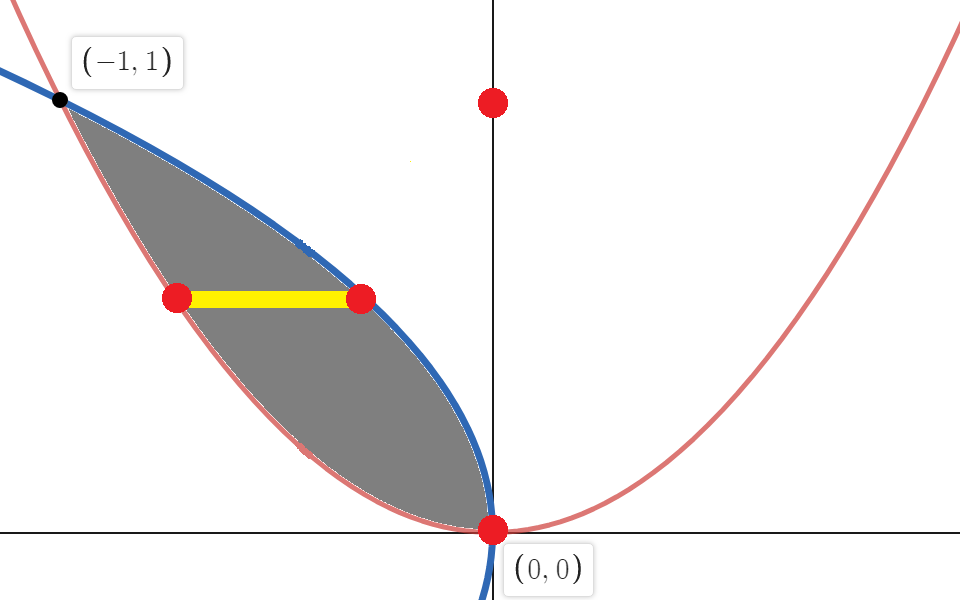 (−1, 1)
(0, 0)